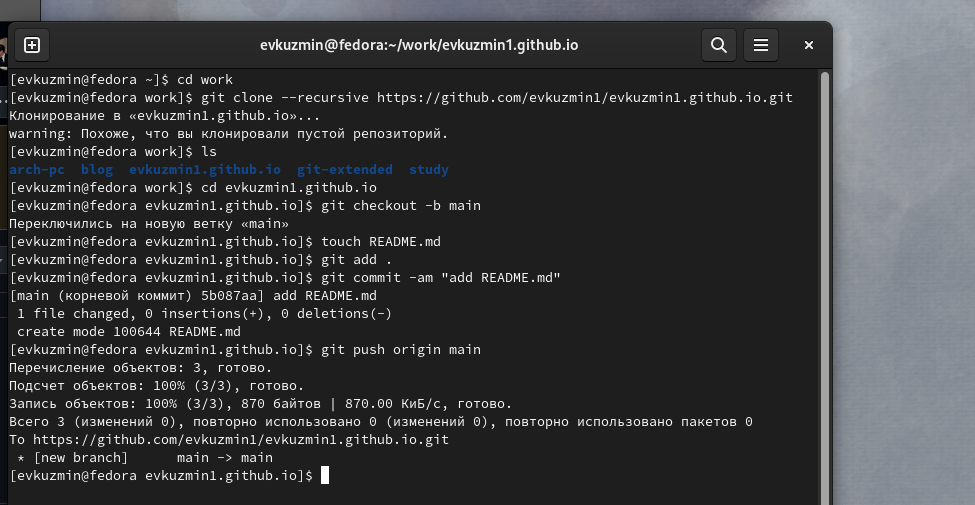 evkuzmin@fedora:~/work/evkuzmin1.github.io
[evkuzmin@fedora ~]$ cd work
[evkuzmin@fedora work]$ git clone --recursive https://github.com/evkuzmin1/evkuzmin1.github.io.git
Клонирование в «evkuzmin1.github.io»...
warning: Похоже, что вы клонировали пустой репозиторий.
[evkuzmin@fedora work]$ ls
arch-pc  blog  evkuzmin1.github.io  git-extended  study
[evkuzmin@fedora work]$ cd evkuzmin1.github.io
[evkuzmin@fedora evkuzmin1.github.io]$ git checkout -b main
Переключились на новую ветку «main»
[evkuzmin@fedora evkuzmin1.github.io]$ touch README.md
[evkuzmin@fedora evkuzmin1.github.io]$ git add .
[evkuzmin@fedora evkuzmin1.github.io]$ git commit -am "add README.md"
[main (корневой коммит) 5b087aa] add README.md
 1 file changed, 0 insertions(+), 0 deletions(-)
 create mode 100644 README.md
[evkuzmin@fedora evkuzmin1.github.io]$ git push origin main
Перечисление объектов: 3, готово.
Подсчет объектов: 100% (3/3), готово.
Запись объектов: 100% (3/3), 870 байтов | 870.00 КиБ/с, готово.
Всего 3 (изменений 0), повторно использовано 0 (изменений 0), повторно использовано пакетов 0
To https://github.com/evkuzmin1/evkuzmin1.github.io.git
 * [new branch]      main -> main
[evkuzmin@fedora evkuzmin1.github.io]$